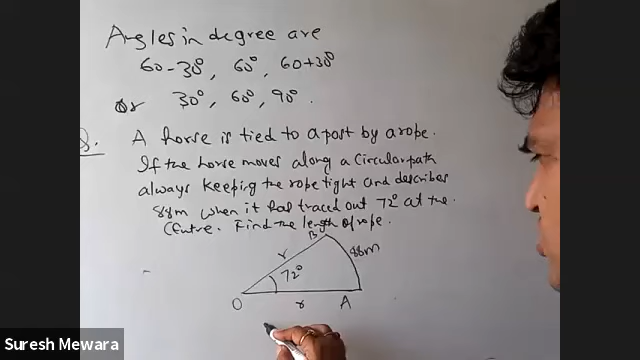 Angles in degree are
60-30°, 60°, 60+30°
Or 30°, 60°, 90°.
Q. A horse is tied to a post by a rope.
If the horse moves along a Circular path
always keeping the rope tight and describes
88m when it has traced out 72° at the
Centre. Find the length of rope.
B
r
88m
72°
O
r
A
Suresh Mewara